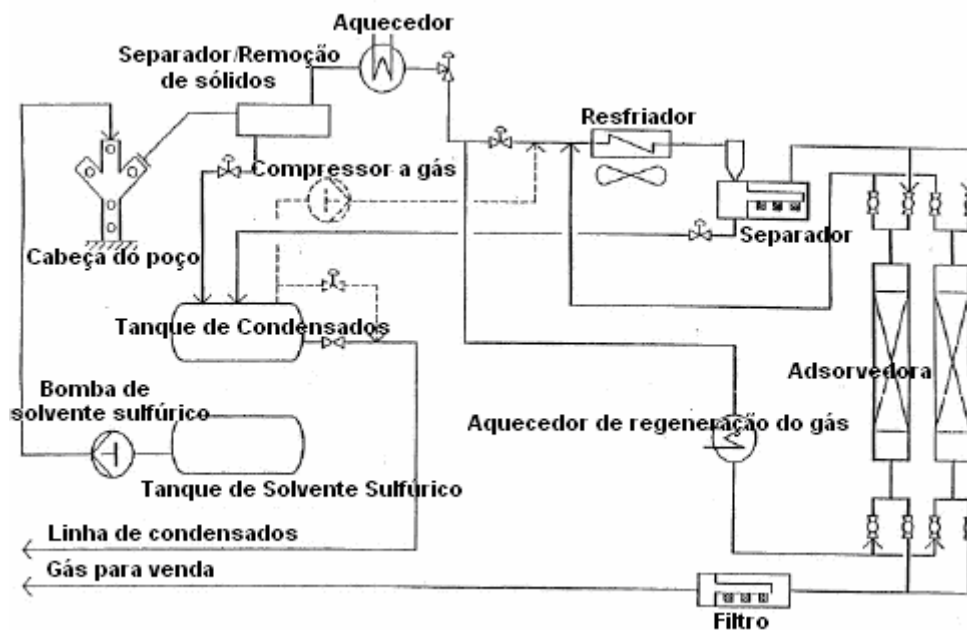 Aquecedor
Separador/Remoção
de sólidos
Resfriador
Compressor a gás
Separador
Cabeça do poço
Tanque de Condensados
Adsorvedora
Bomba de
solvente sulfúrico
Aquecedor de regeneração do gás
Tanque de Solvente Sulfúrico
Linha de condensados
Gás para venda
Filtro